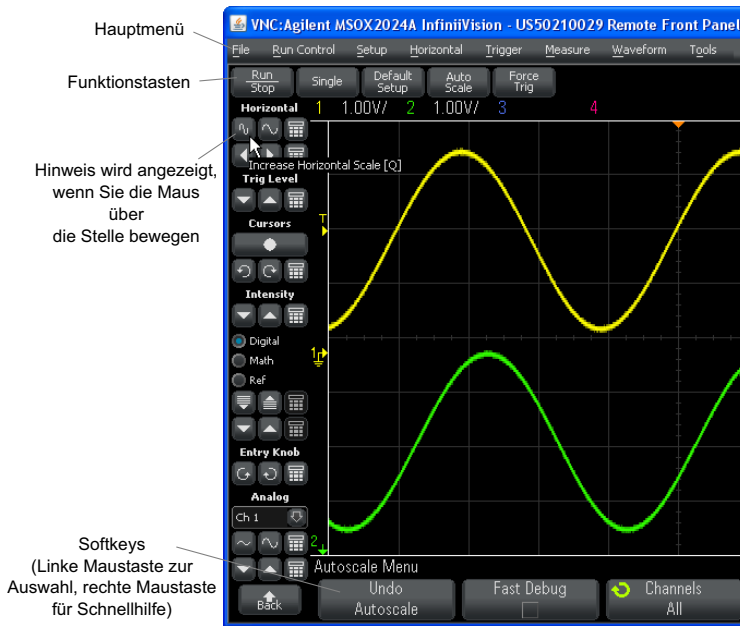 Hauptmenü
Funktionstasten
Hinweis wird angezeigt,
wenn Sie die Maus
über
die Stelle bewegen
Softkeys
(Linke Maustaste zur
Auswahl, rechte Maustaste
für Schnellhilfe)
VNC:Agilent MSOX2024A InfiniiVision - US50210029 Remote Front Panel
File Run Control Setup Horizontal Trigger Measure Waveform Tools
Run
Stop
Single
Default
Setup
Auto
Scale
Force
Trig
Horizontal
1 1.00V/ 2 1.00V/ 3 4
Increase Horizontal Scale [Q]
Trig Level
T
Cursors
Intensity
Digital
Math
Ref
1
Entry Knob
Analog
Ch 1
2
Back
Autoscale Menu
Undo
Autoscale
Fast Debug
Channels
All